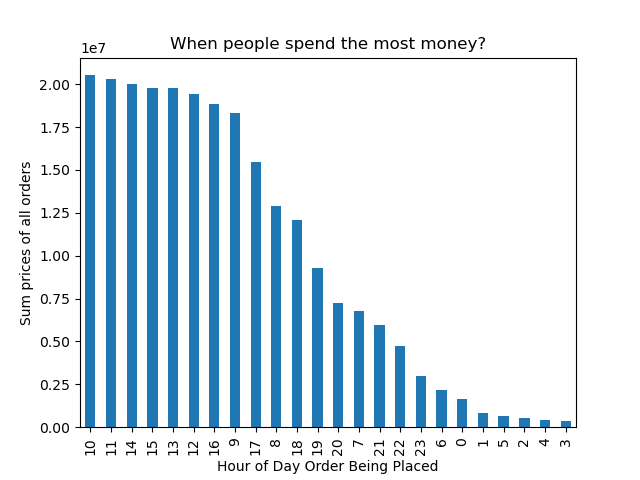 When people spend the most money?
1e7
2.00
1.75
1.50
1.25
1.00
0.75
0.50
0.25
0.00
Sum prices of all orders
10 11 14 15 13 12 16 9 17 8 18 19 20 7 21 22 23 6 0 1 5 2 4 3
Hour of Day Order Being Placed